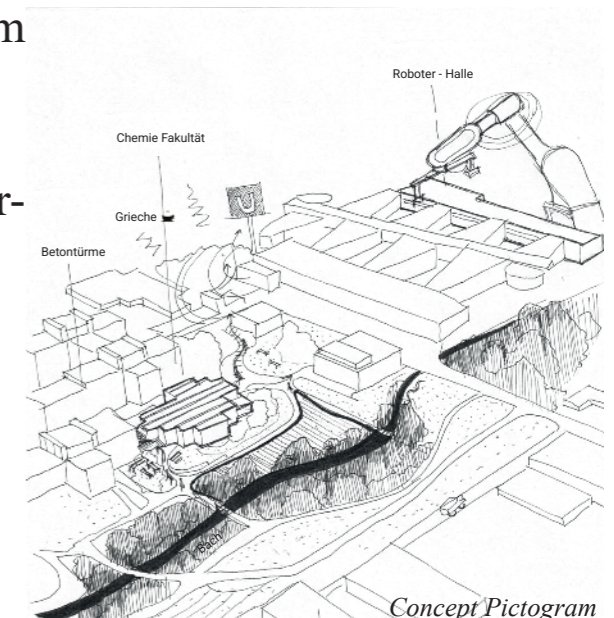 m
r-
Roboter - Halle
Chemie Fakultät
Grieche
Betontürme
U
Bach
Concept Pictogram